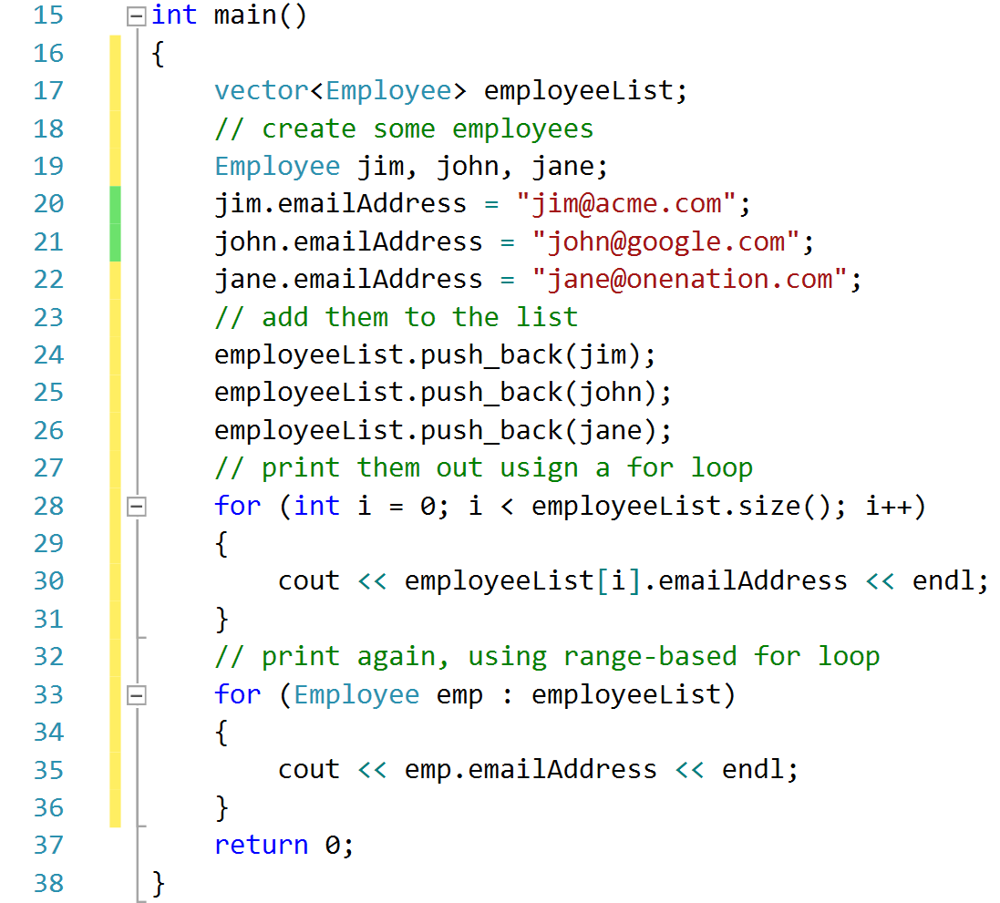 15 int main()
16 {
17 vector<Employee> employeeList;
18 // create some employees
19 Employee jim, john, jane;
20 jim.emailAddress = "jim@acme.com";
21 john.emailAddress = "john@google.com";
22 jane.emailAddress = "jane@onenation.com";
23 // add them to the list
24 employeeList.push_back(jim);
25 employeeList.push_back(john);
26 employeeList.push_back(jane);
27 // print them out usign a for loop
28 for (int i = 0; i < employeeList.size(); i++)
29 {
30 cout << employeeList[i].emailAddress << endl;
31 }
32 // print again, using range-based for loop
33 for (Employee emp : employeeList)
34 {
35 cout << emp.emailAddress << endl;
36 }
37 return 0;
38 }